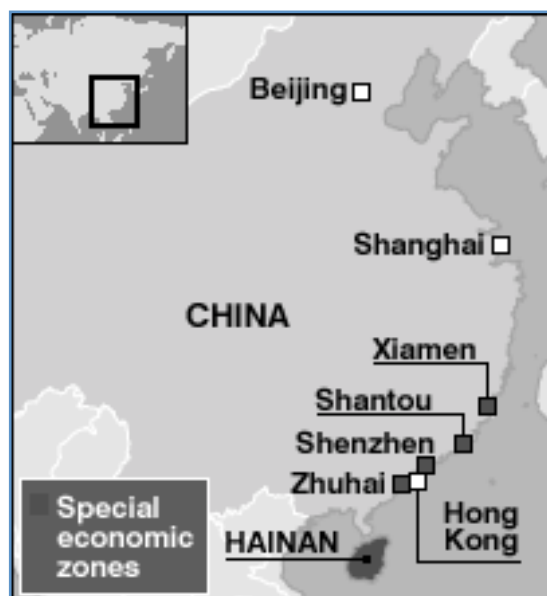 Beijing
Shanghai
CHINA
Xiamen
Shantou
Shenzhen
Zhuhai
Hong
Kong
HAINAN
Special
economic
zones